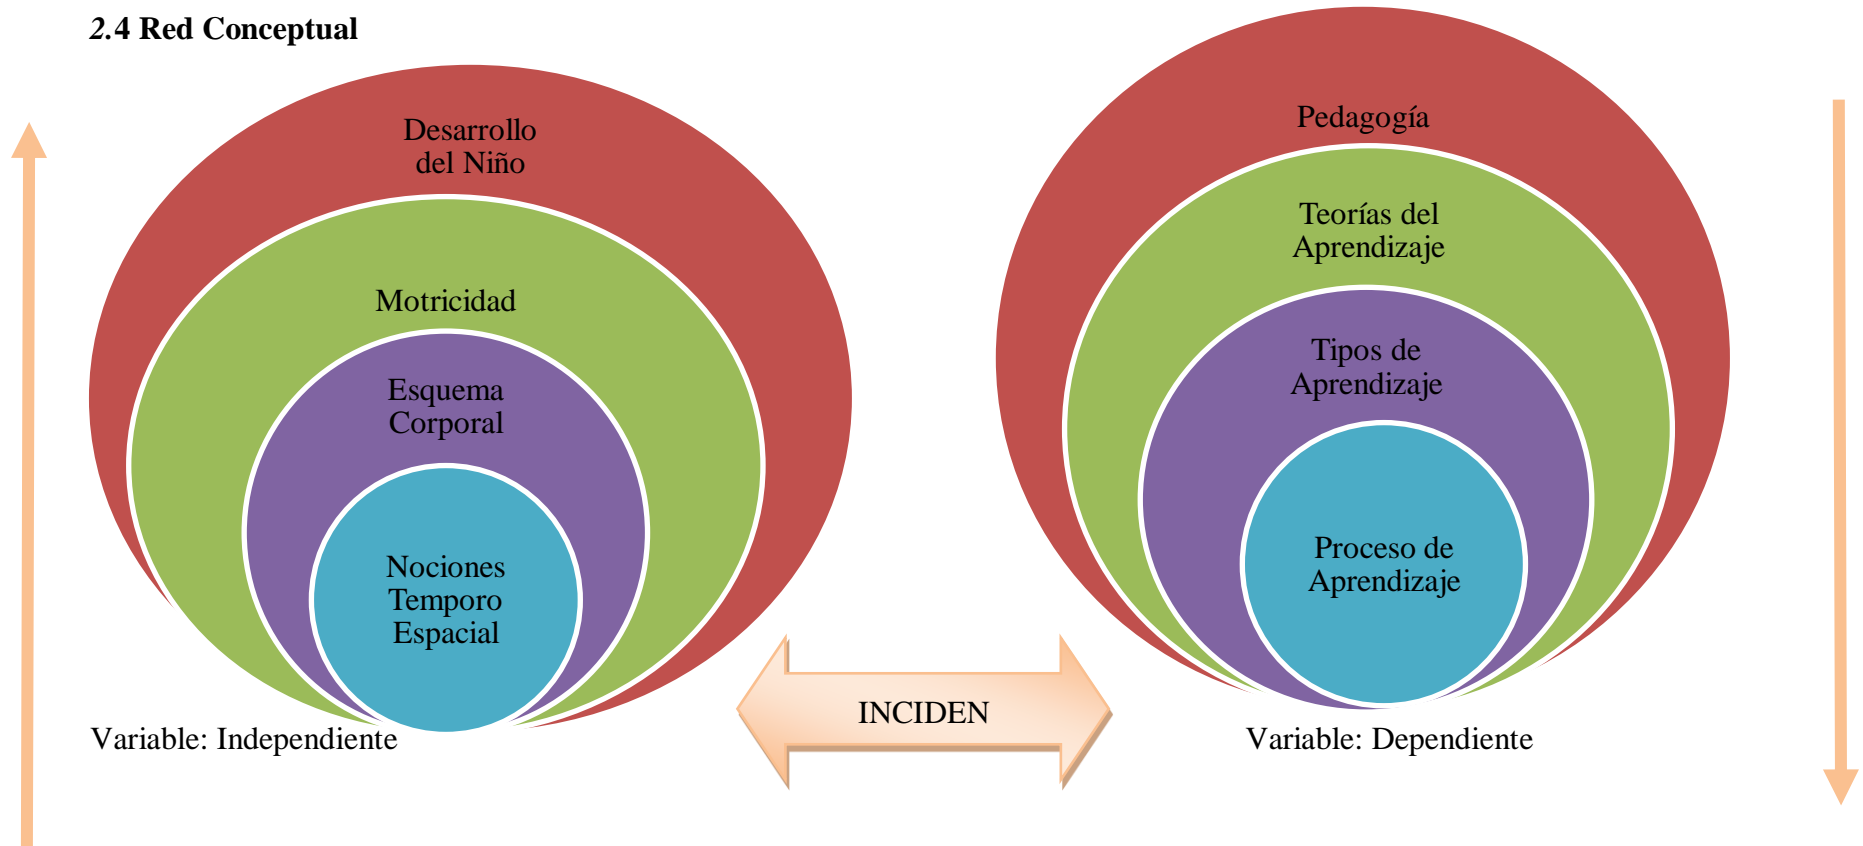 2.4 Red Conceptual
Desarrollo
del Niño
Motricidad
Esquema
Corporal
Nociones
Temporo
Espacial
Variable: Independiente
INCIDEN
Pedagogía
Teorías del
Aprendizaje
Tipos de
Aprendizaje
Proceso de
Aprendizaje
Variable: Dependiente